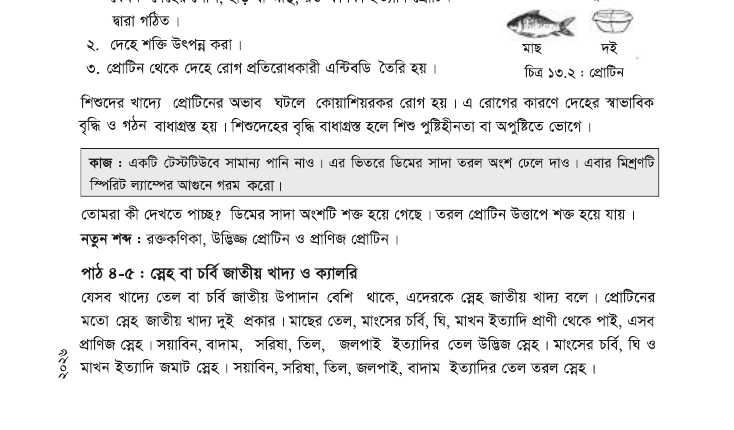 দ্বারা গঠিত ।
২. দেহে শক্তি উৎপন্ন করা ।
৩. প্রোটিন থেকে দেহে রোগ প্রতিরোধকারী এন্টিবডি তৈরি হয় ।
মাছ দই
চিত্র ১৩.২ : প্রোটিন
শিশুদের খাদ্যে প্রোটিনের অভাব ঘটলে কোয়াশিয়রকর রোগ হয় । এ রোগের কারণে দেহের স্বাভাবিক
বৃদ্ধি ও গঠন বাধাগ্রস্ত হয় । শিশুদেহের বৃদ্ধি বাধাগ্রস্ত হলে শিশু পুষ্টিহীনতা বা অপুষ্টিতে ভোগে ।
কাজ : একটি টেস্টটিউবে সামান্য পানি নাও । এর ভিতরে ডিমের সাদা তরল অংশ ঢেলে দাও । এবার মিশ্রণটি
স্পিরিট ল্যাম্পের আগুনে গরম করো ।
তোমরা কী দেখতে পাচ্ছ? ডিমের সাদা অংশটি শক্ত হয়ে গেছে । তরল প্রোটিন উত্তাপে শক্ত হয়ে যায় ।
নতুন শব্দ : রক্তকণিকা, উদ্ভিজ্জ প্রোটিন ও প্রাণিজ প্রোটিন ।
পাঠ ৪-৫ : স্নেহ বা চর্বি জাতীয় খাদ্য ও ক্যালরি
যেসব খাদ্যে তেল বা চর্বি জাতীয় উপাদান বেশি থাকে, এদেরকে স্নেহ জাতীয় খাদ্য বলে । প্রোটিনের
মতো স্নেহ জাতীয় খাদ্য দুই প্রকার । মাছের তেল, মাংসের চর্বি, ঘি, মাখন ইত্যাদি প্রাণী থেকে পাই, এসব
প্রাণিজ স্নেহ । সয়াবিন, বাদাম, সরিষা, তিল, জলপাই ইত্যাদির তেল উদ্ভিজ স্নেহ । মাংসের চর্বি, ঘি ও
মাখন ইত্যাদি জমাট স্নেহ । সয়াবিন, সরিষা, তিল, জলপাই, বাদাম ইত্যাদির তেল তরল স্নেহ ।
২০২৬